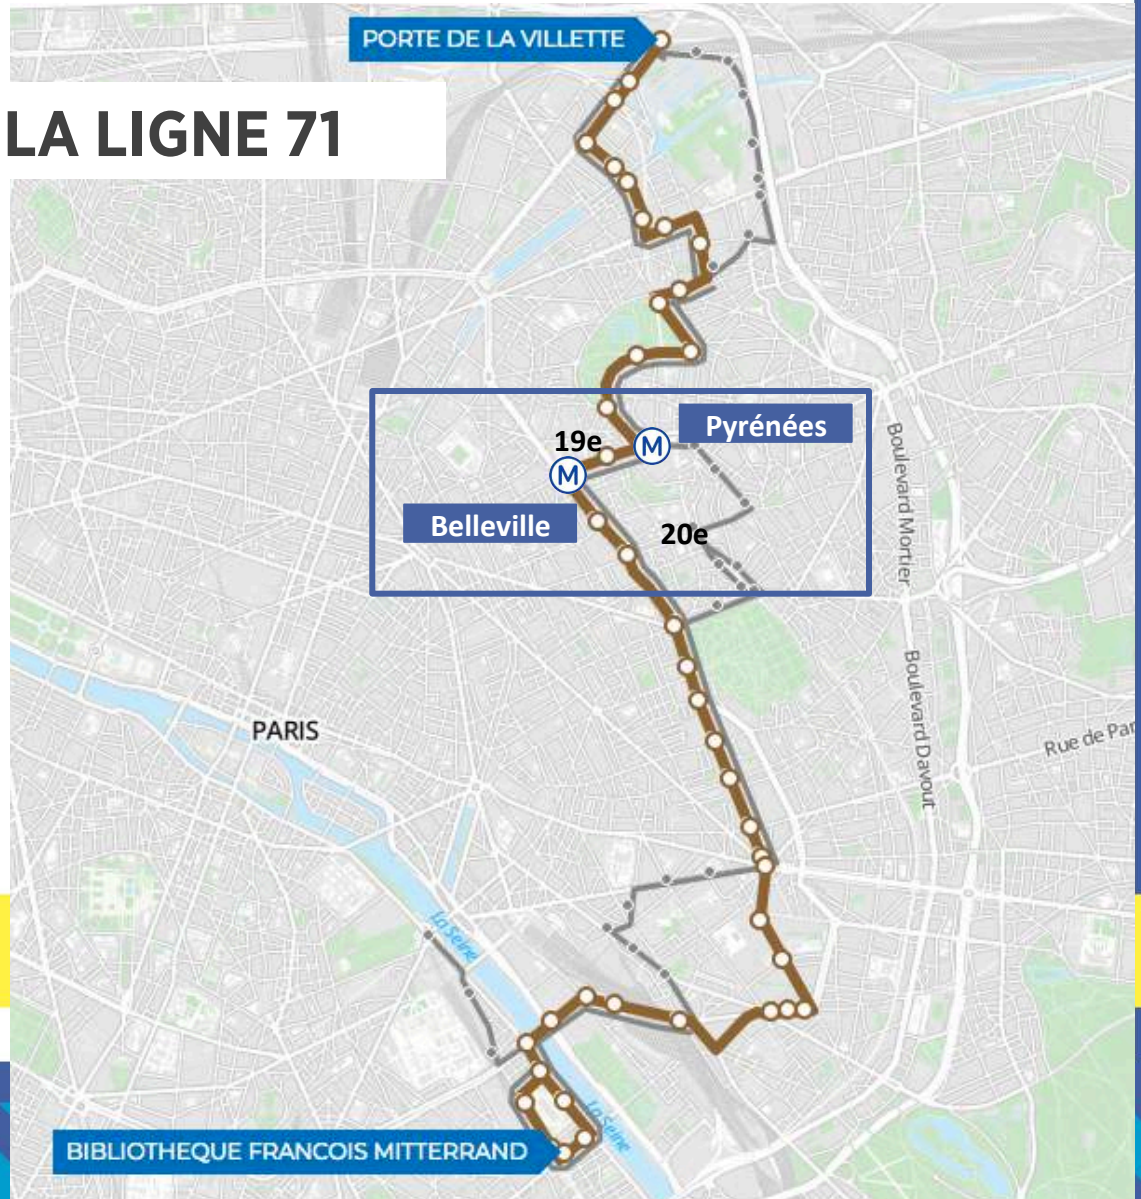 PORTE DE LA VILLETTE
LA LIGNE 71
Pyrénées
19e
M
M
Belleville
20e
Boulevard Mortier
Boulevard Davout
PARIS
Rue de Par
La Seine
La Seine
BIBLIOTHEQUE FRANCOIS MITTERRAND